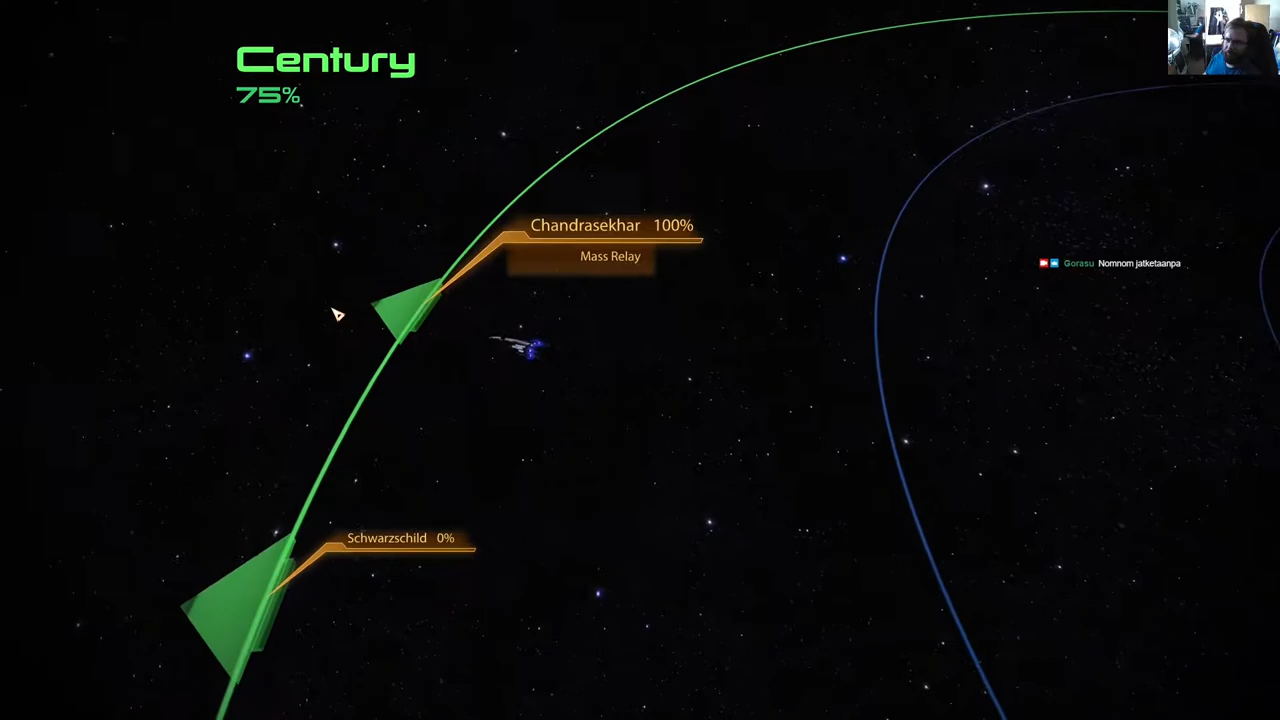 Century
75%
Chandrasekhar 100%
Mass Relay
Gorasu Nomnom jatketaanpa
Schwarzschild 0%